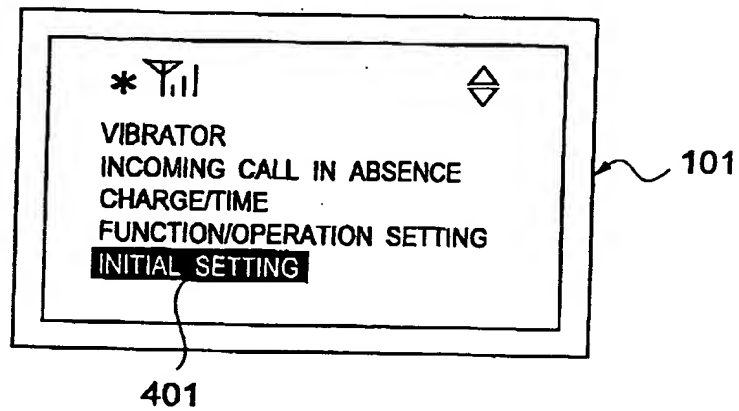 *
VIBRATOR
INCOMING CALL IN ABSENCE
CHARGE/TIME
FUNCTION/OPERATION SETTING
INITIAL SETTING
101
401